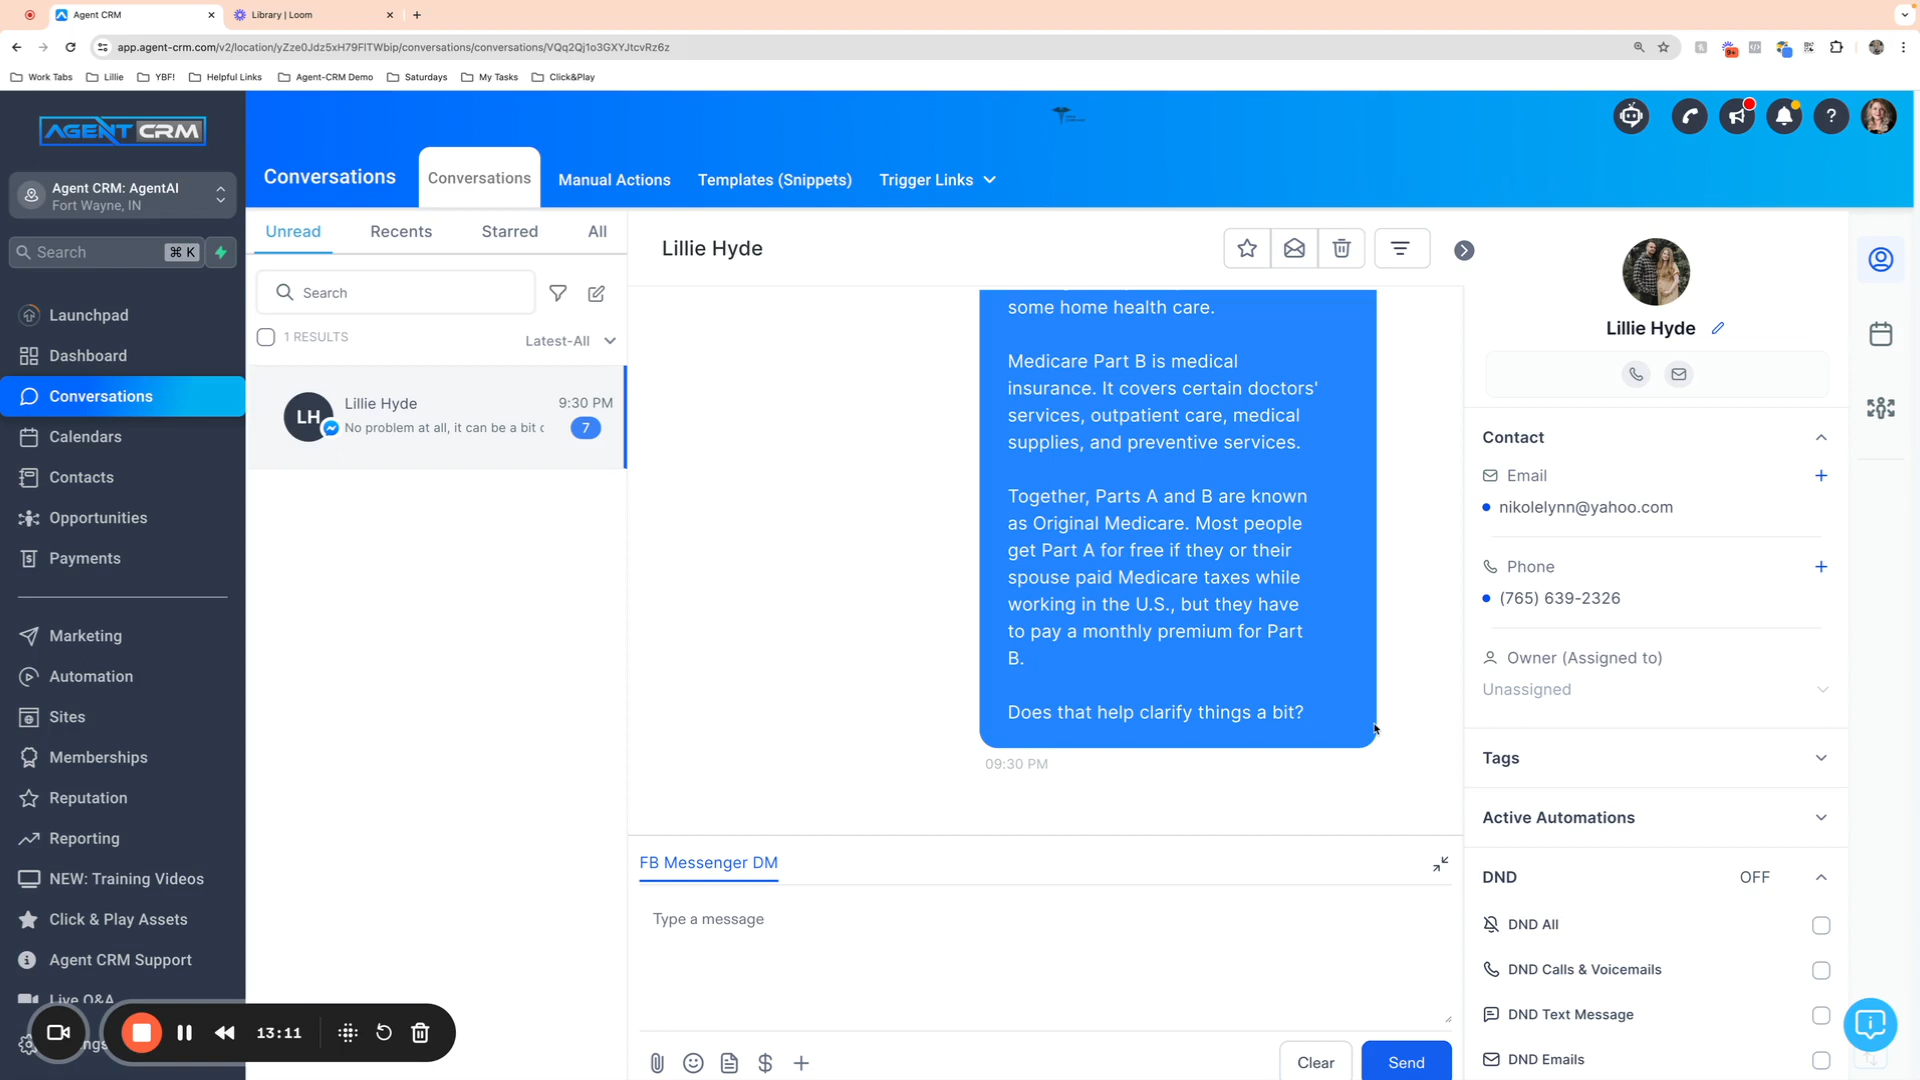 Agent CRM
Library | Loom
app.agent-crm.com/v2/location/yZze0Jdz5xH79FlTWbip/conversations/conversations/VQq2Qj1o3GXYJtcvRz6z
Work Tabs
Lillie
YBF!
Helpful Links
Agent-CRM Demo
Saturdays
My Tasks
Click&Play
AGENT CRM
Agent CRM: AgentAI
Fort Wayne, IN
Search
⌘ K
Launchpad
Dashboard
Conversations
Calendars
Contacts
Opportunities
Payments
Marketing
Automation
Sites
Memberships
Reputation
Reporting
NEW: Training Videos
Click & Play Assets
Agent CRM Support
Live Q&A
13:11
Conversations
Conversations
Manual Actions
Templates (Snippets)
Trigger Links
9+
?
Unread
Recents
Starred
All
Search
1 RESULTS
Latest-All
LH
Lillie Hyde
9:30 PM
No problem at all, it can be a bit c
7
Lillie Hyde
some home health care.
Medicare Part B is medical
insurance. It covers certain doctors'
services, outpatient care, medical
supplies, and preventive services.
Together, Parts A and B are known
as Original Medicare. Most people
get Part A for free if they or their
spouse paid Medicare taxes while
working in the U.S., but they have
to pay a monthly premium for Part
B.
Does that help clarify things a bit?
09:30 PM
FB Messenger DM
Type a message
Clear
Send
Lillie Hyde
Contact
Email
nikolelynn@yahoo.com
Phone
(765) 639-2326
Owner (Assigned to)
Unassigned
Tags
Active Automations
DND
OFF
DND All
DND Calls & Voicemails
DND Text Message
DND Emails